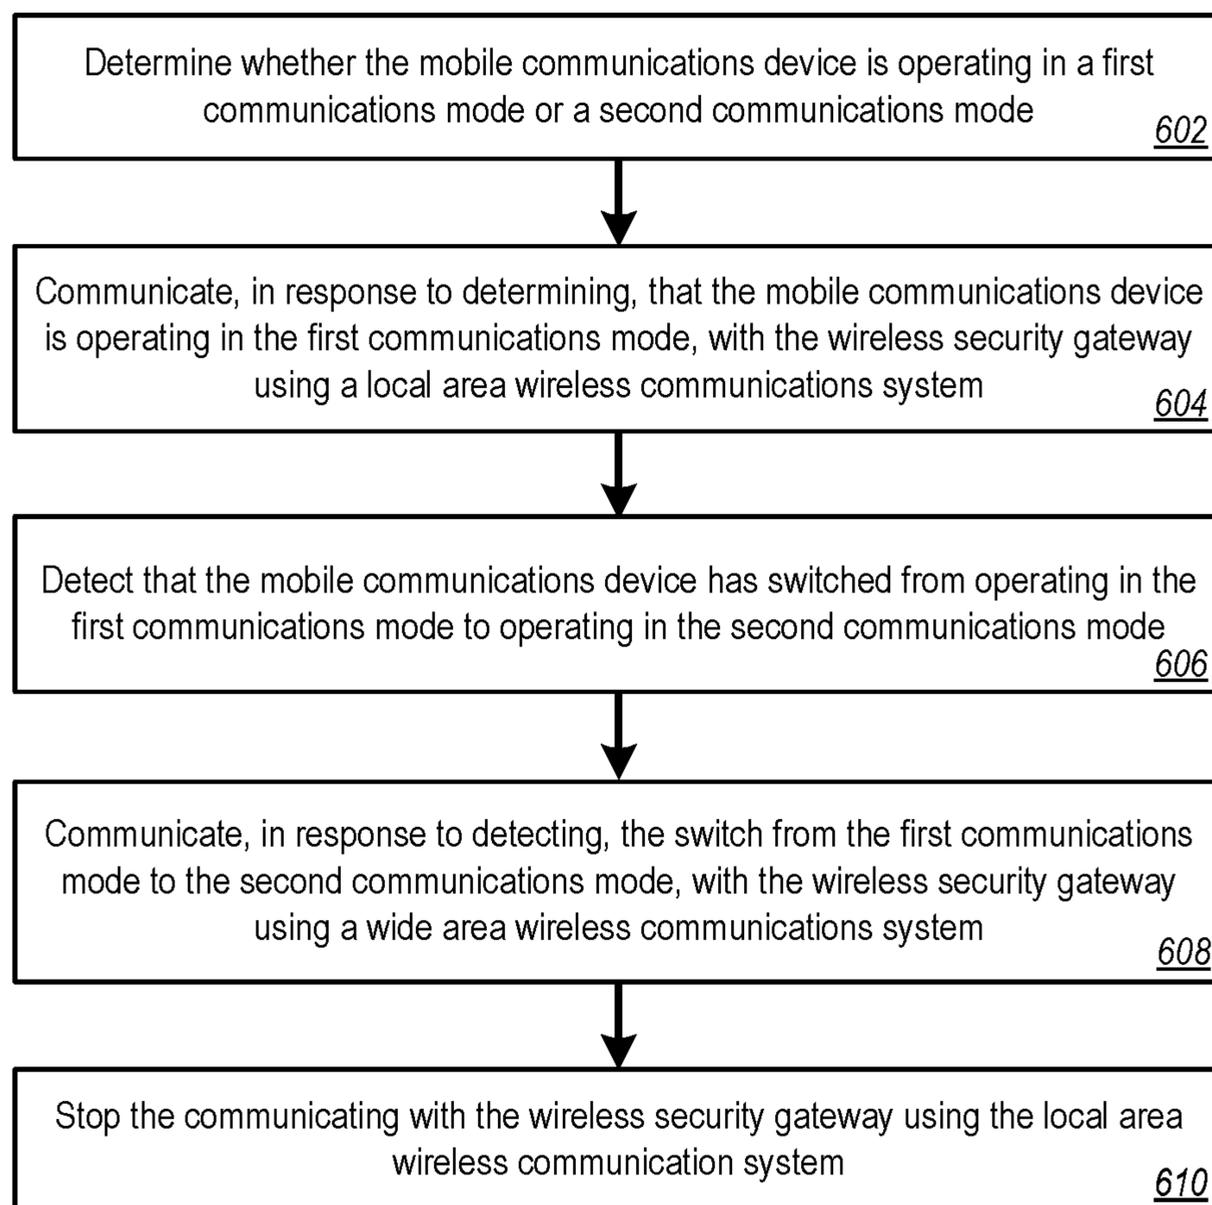 Determine whether the mobile communications device is operating in a first
communications mode or a second communications mode
602
Communicate, in response to determining, that the mobile communications device
is operating in the first communications mode, with the wireless security gateway
using a local area wireless communications system
604
Detect that the mobile communications device has switched from operating in the
first communications mode to operating in the second communications mode
606
Communicate, in response to detecting, the switch from the first communications
mode to the second communications mode, with the wireless security gateway
using a wide area wireless communications system
608
Stop the communicating with the wireless security gateway using the local area
wireless communication system
610